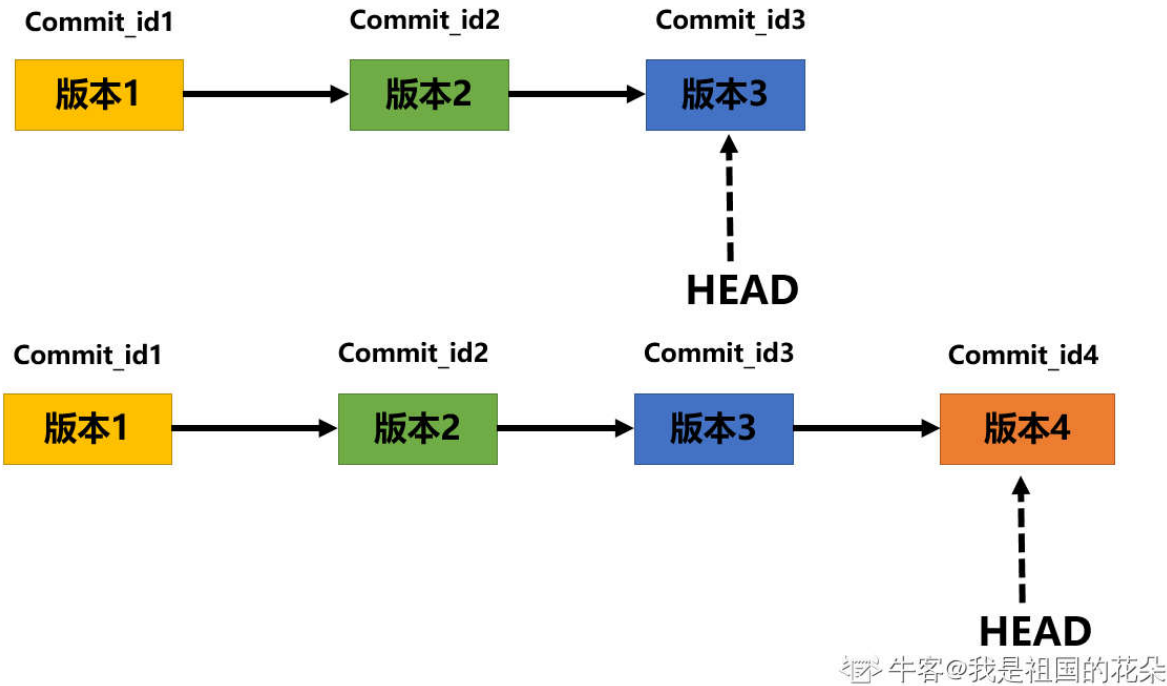 Commit_id1 Commit_id2 Commit_id3
版本1 版本2 版本3
HEAD
Commit_id1 Commit_id2 Commit_id3 Commit_id4
版本1 版本2 版本3 版本4
HEAD
牛客@我是祖国的花朵